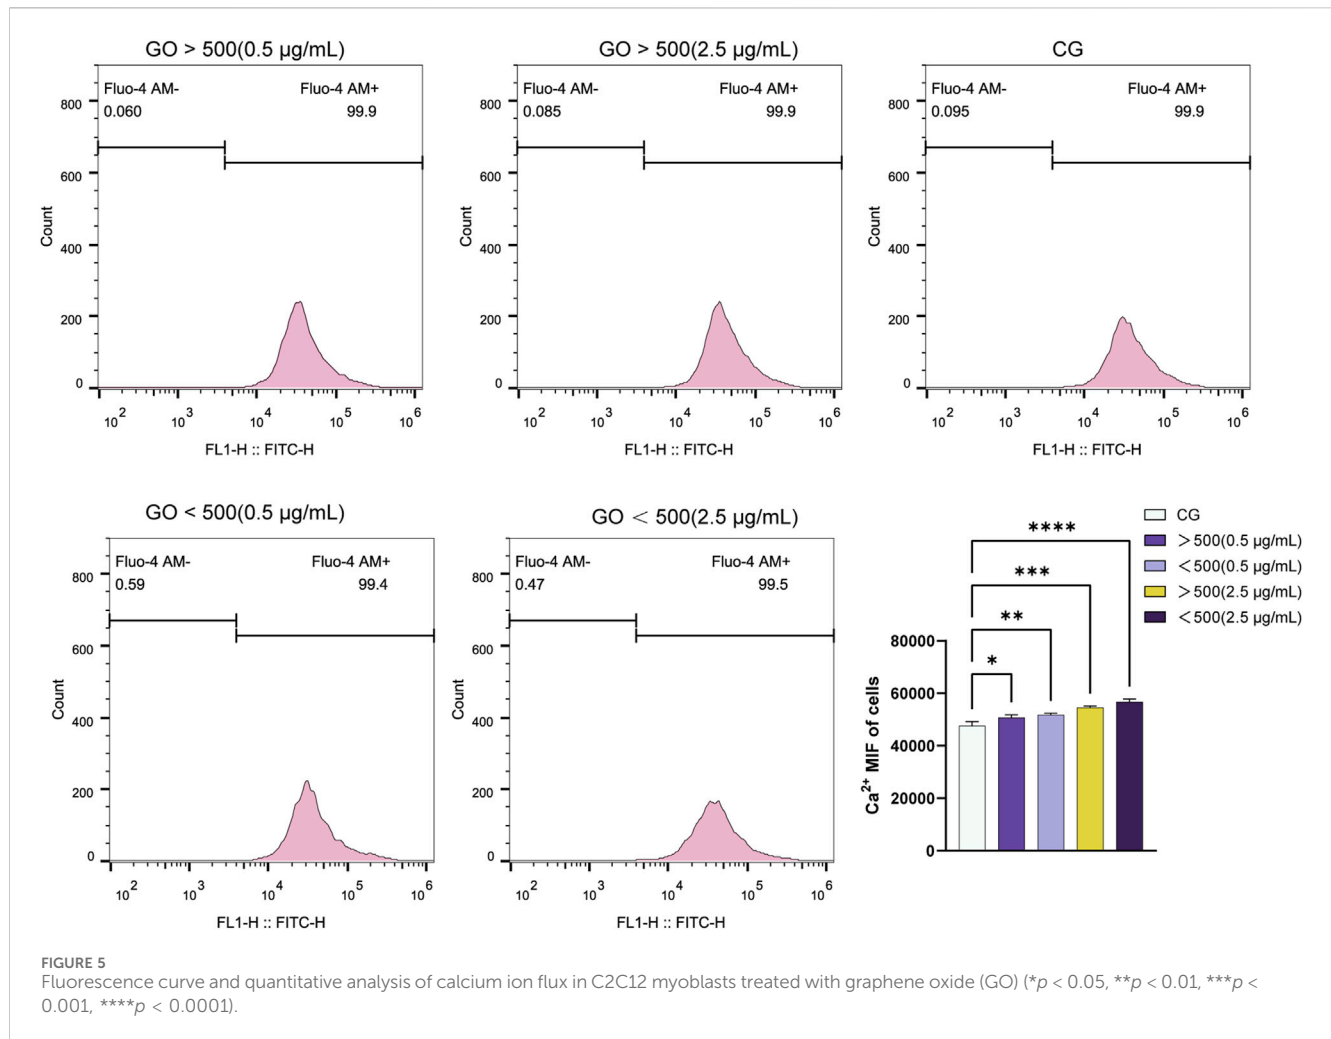 GO > 500(0.5 µg/mL)
Fluo-4 AM-
0.060
Fluo-4 AM+
99.9
800
600
400
200
0
Count
10^2 10^3 10^4 10^5 10^6
FL1-H :: FITC-H
GO > 500(2.5 µg/mL)
Fluo-4 AM-
0.085
Fluo-4 AM+
99.9
800
600
400
200
0
Count
10^2 10^3 10^4 10^5 10^6
FL1-H :: FITC-H
CG
Fluo-4 AM-
0.095
Fluo-4 AM+
99.9
800
600
400
200
0
Count
10^2 10^3 10^4 10^5 10^6
FL1-H :: FITC-H
GO < 500(0.5 µg/mL)
Fluo-4 AM-
0.59
Fluo-4 AM+
99.4
800
600
400
200
0
Count
10^2 10^3 10^4 10^5 10^6
FL1-H :: FITC-H
GO < 500(2.5 µg/mL)
Fluo-4 AM-
0.47
Fluo-4 AM+
99.5
800
600
400
200
0
Count
10^2 10^3 10^4 10^5 10^6
FL1-H :: FITC-H
CG
>500(0.5 µg/mL)
<500(0.5 µg/mL)
>500(2.5 µg/mL)
<500(2.5 µg/mL)
****
***
**
*
80000
60000
40000
20000
0
Ca2+ MIF of cells
FIGURE 5
Fluorescence curve and quantitative analysis of calcium ion flux in C2C12 myoblasts treated with graphene oxide (GO) (*p < 0.05, **p < 0.01, ***p <
0.001, ****p < 0.0001).